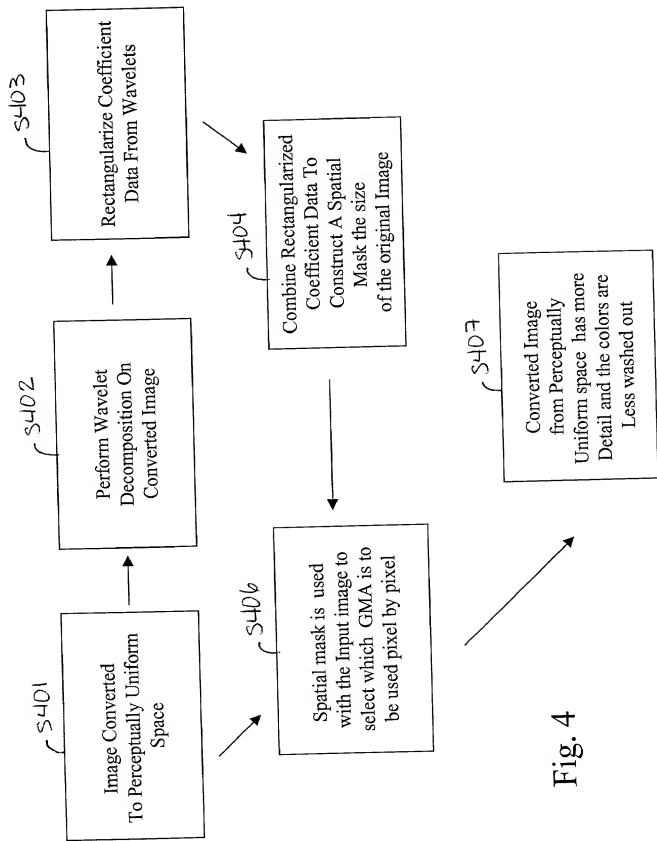 S401
Image Converted
To Perceptually Uniform
Space
S402
Perform Wavelet
Decomposition On
Converted Image
S403
Rectangularize Coefficient
Data From Wavelets
S404
Combine Rectangularized
Coefficient Data To
Construct A Spatial
Mask the size
of the original Image
S406
Spatial mask is used
with the Input image to
select which GMA is to
be used pixel by pixel
S407
Converted Image
from Perceptually
Uniform space has more
Detail and the colors are
Less washed out
Fig. 4